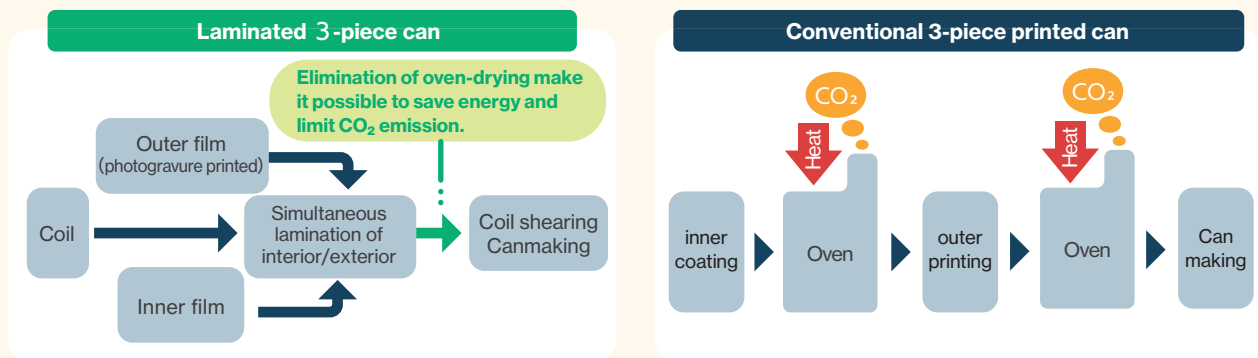 Laminated 3-piece can
Elimination of oven-drying make
it possible to save energy and
limit CO₂ emission.
Outer film
(photogravure printed)
Coil
Simultaneous
lamination of
interior/exterior
Coil shearing
Canmaking
Inner film
Conventional 3-piece printed can
CO₂
Heat
CO₂
Heat
inner
coating
Oven
outer
printing
Oven
Can
making